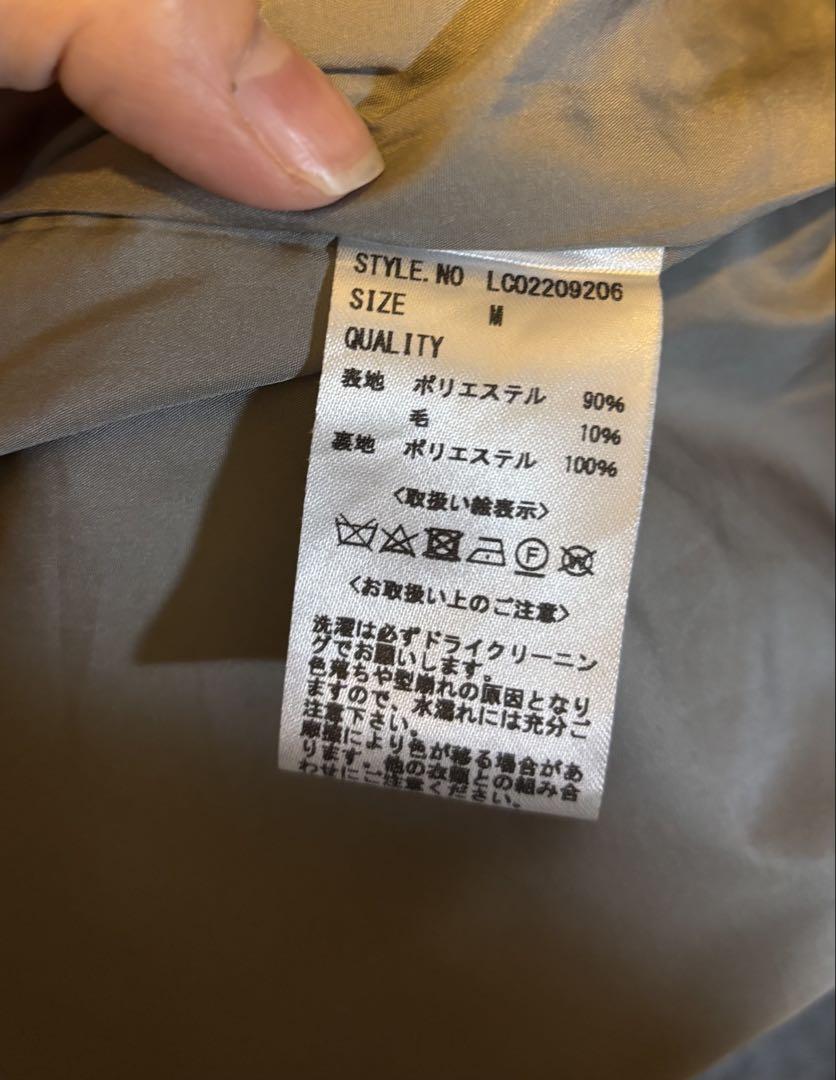 STYLE.NO LC02209206
SIZE M
QUALITY
表地 ポリエステル 90%
毛 10%
裏地 ポリエステル 100%
<取扱い絵表示>
F W
<お取扱い上のご注意>
洗濯は必ずドライクリーニン
グでお願いします。
色落ちや型崩れの原因となり
ますので、水濡れには充分ご
注意下さい。
摩擦により色が移る場合があ
ります。他の衣類との組み合
わせにご注意ください。